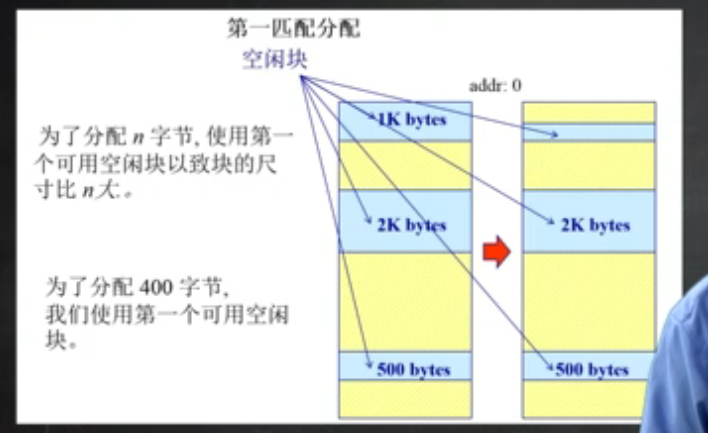 第一匹配分配
空闲块
addr: 0
1K bytes
为了分配 n 字节, 使用第一
个可用空闲块以致块的尺
寸比 n大.。
2K bytes
2K bytes
为了分配 400 字节,
我们使用第一个可用空闲
块。
500 bytes
500 bytes